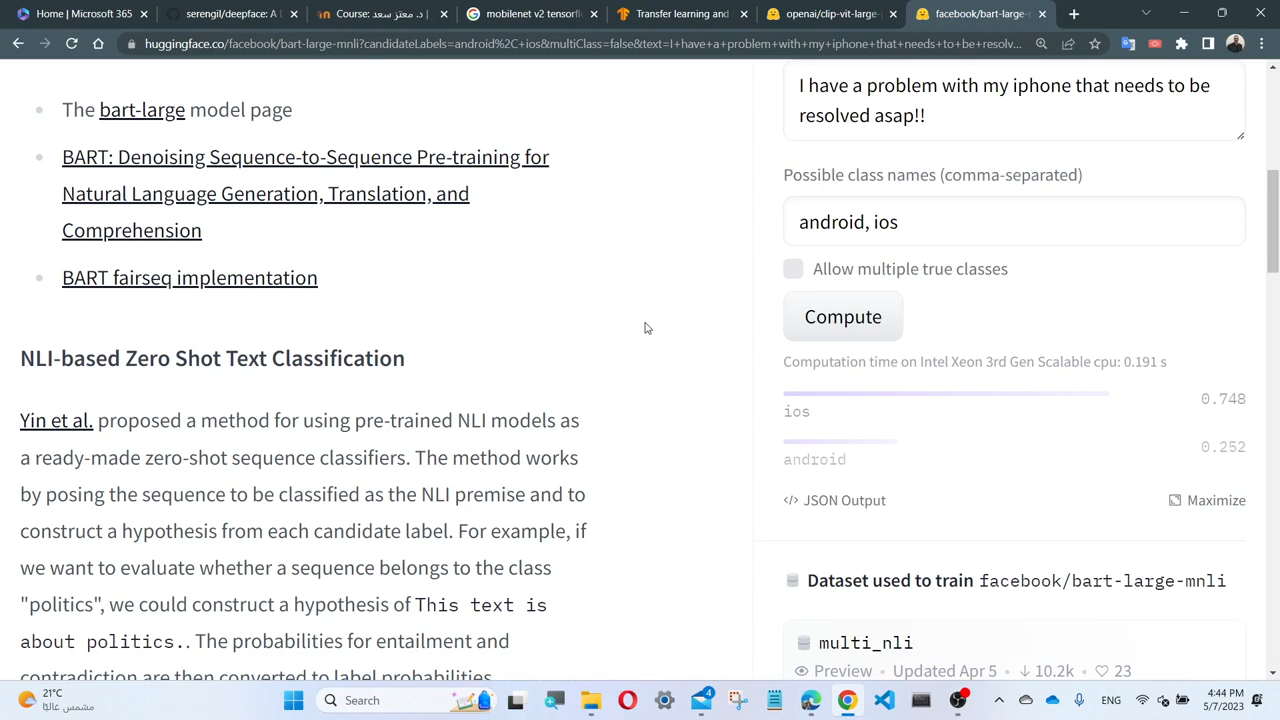 Home | Microsoft 365
serengil/deepface: A L
Course: د. معتز سعد | م
mobilenet v2 tensorfl
Transfer learning and
openai/clip-vit-large-
facebook/bart-large-
huggingface.co/facebook/bart-large-mnli?candidateLabels=android%2C+ios&multiClass=false&text=I+have+a+problem+with+my+iphone+that+needs+to+be+resolv...
The bart-large model page
BART: Denoising Sequence-to-Sequence Pre-training for
Natural Language Generation, Translation, and
Comprehension
BART fairseq implementation
NLI-based Zero Shot Text Classification
Yin et al. proposed a method for using pre-trained NLI models as
a ready-made zero-shot sequence classifiers. The method works
by posing the sequence to be classified as the NLI premise and to
construct a hypothesis from each candidate label. For example, if
we want to evaluate whether a sequence belongs to the class
"politics", we could construct a hypothesis of This text is
about politics.. The probabilities for entailment and
contradiction are then converted to label probabilities.
I have a problem with my iphone that needs to be
resolved asap!!
Possible class names (comma-separated)
android, ios
Allow multiple true classes
Compute
Computation time on Intel Xeon 3rd Gen Scalable cpu: 0.191 s
ios 0.748
android 0.252
</> JSON Output
Maximize
Dataset used to train facebook/bart-large-mnli
multi_nli
Preview • Updated Apr 5 • ↓ 10.2k • ♡ 23
21°C
مشمس غالبًا
Search
4
ENG
4:44 PM
5/7/2023